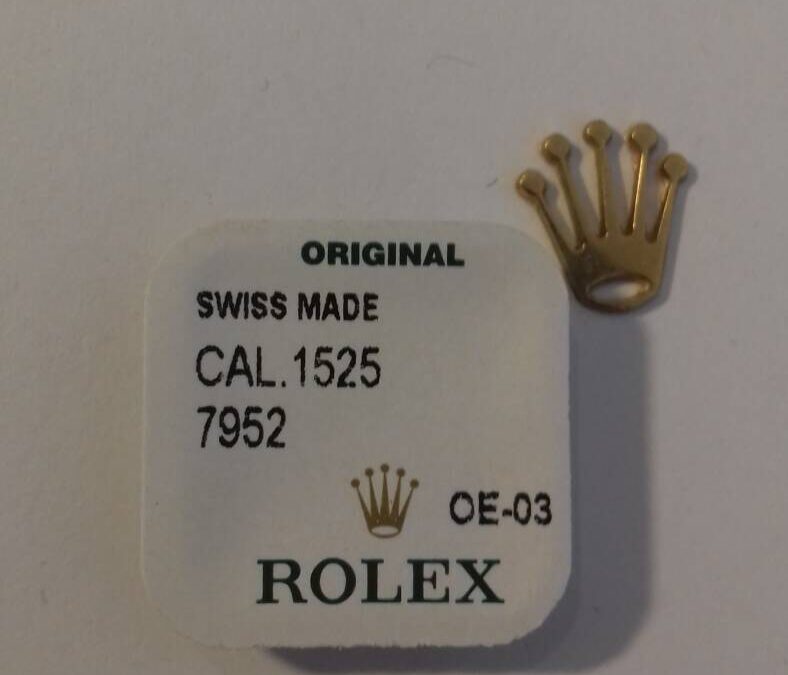 ORIGINAL
SWISS MADE
CAL.1525
7952
OE-03
ROLEX